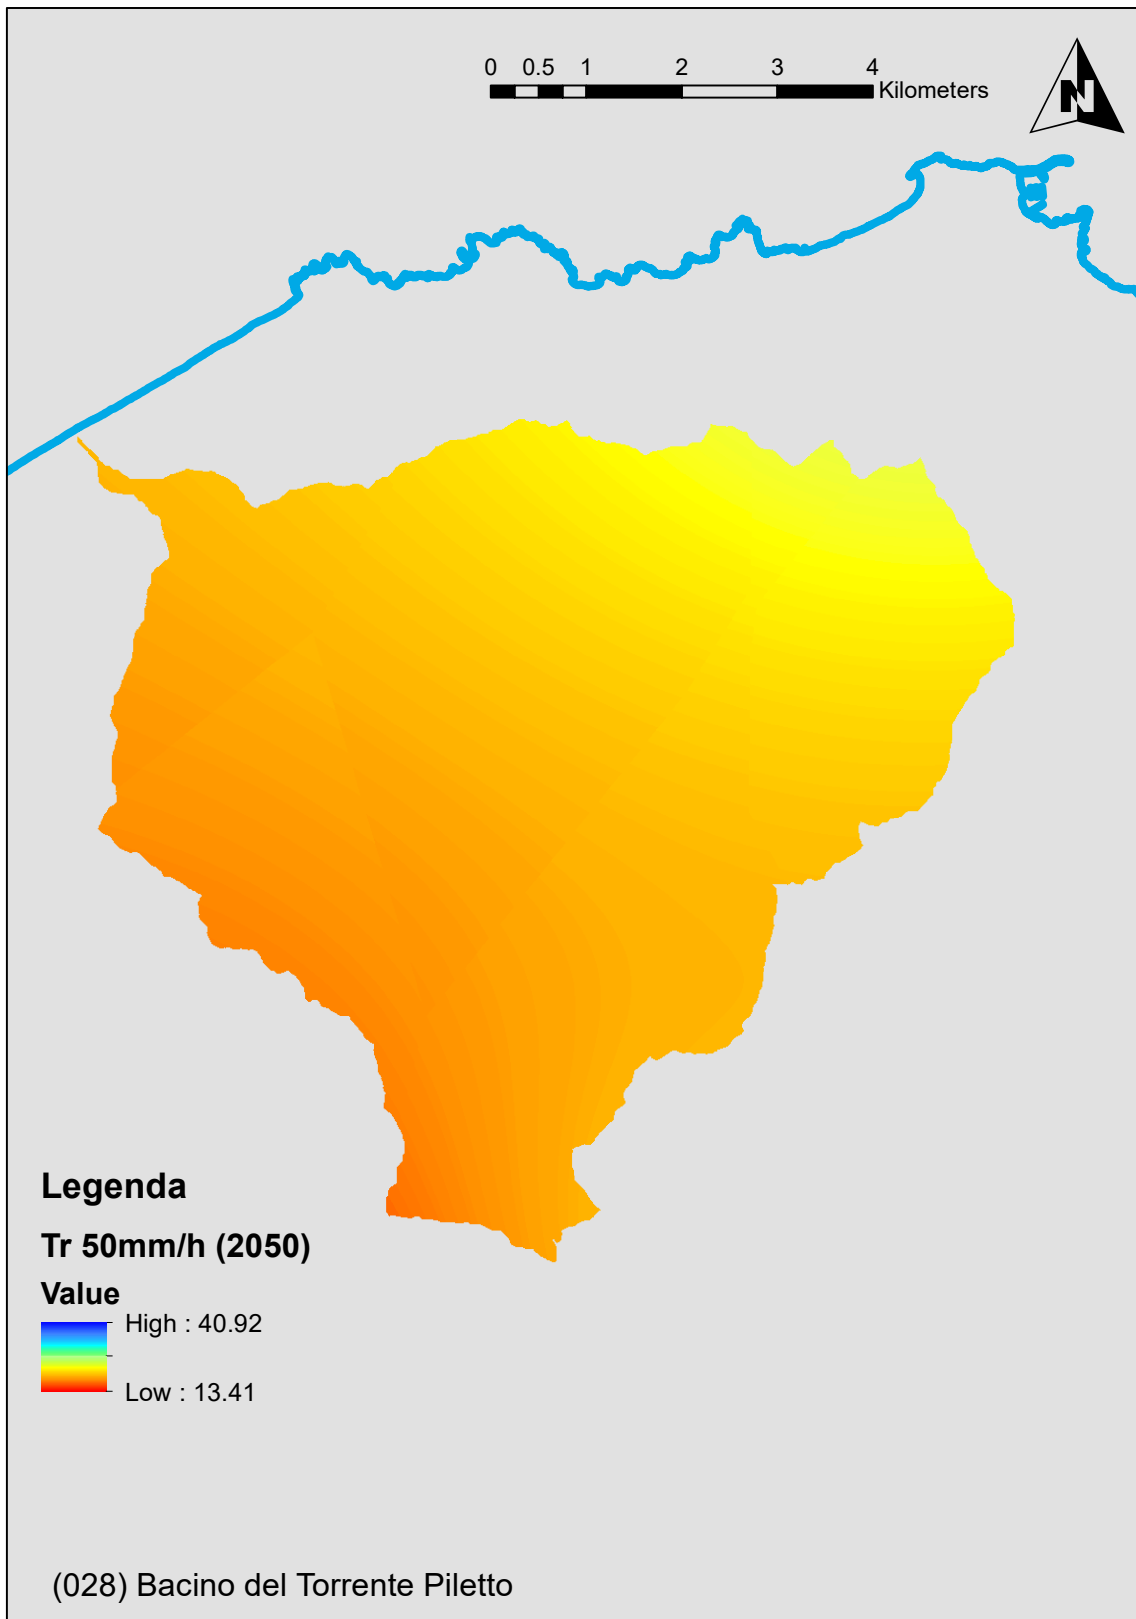 0 0.5 1 2 3 4
Kilometers
N
Legenda
Tr 50mm/h (2050)
Value
High : 40.92
Low : 13.41
(028) Bacino del Torrente Piletto